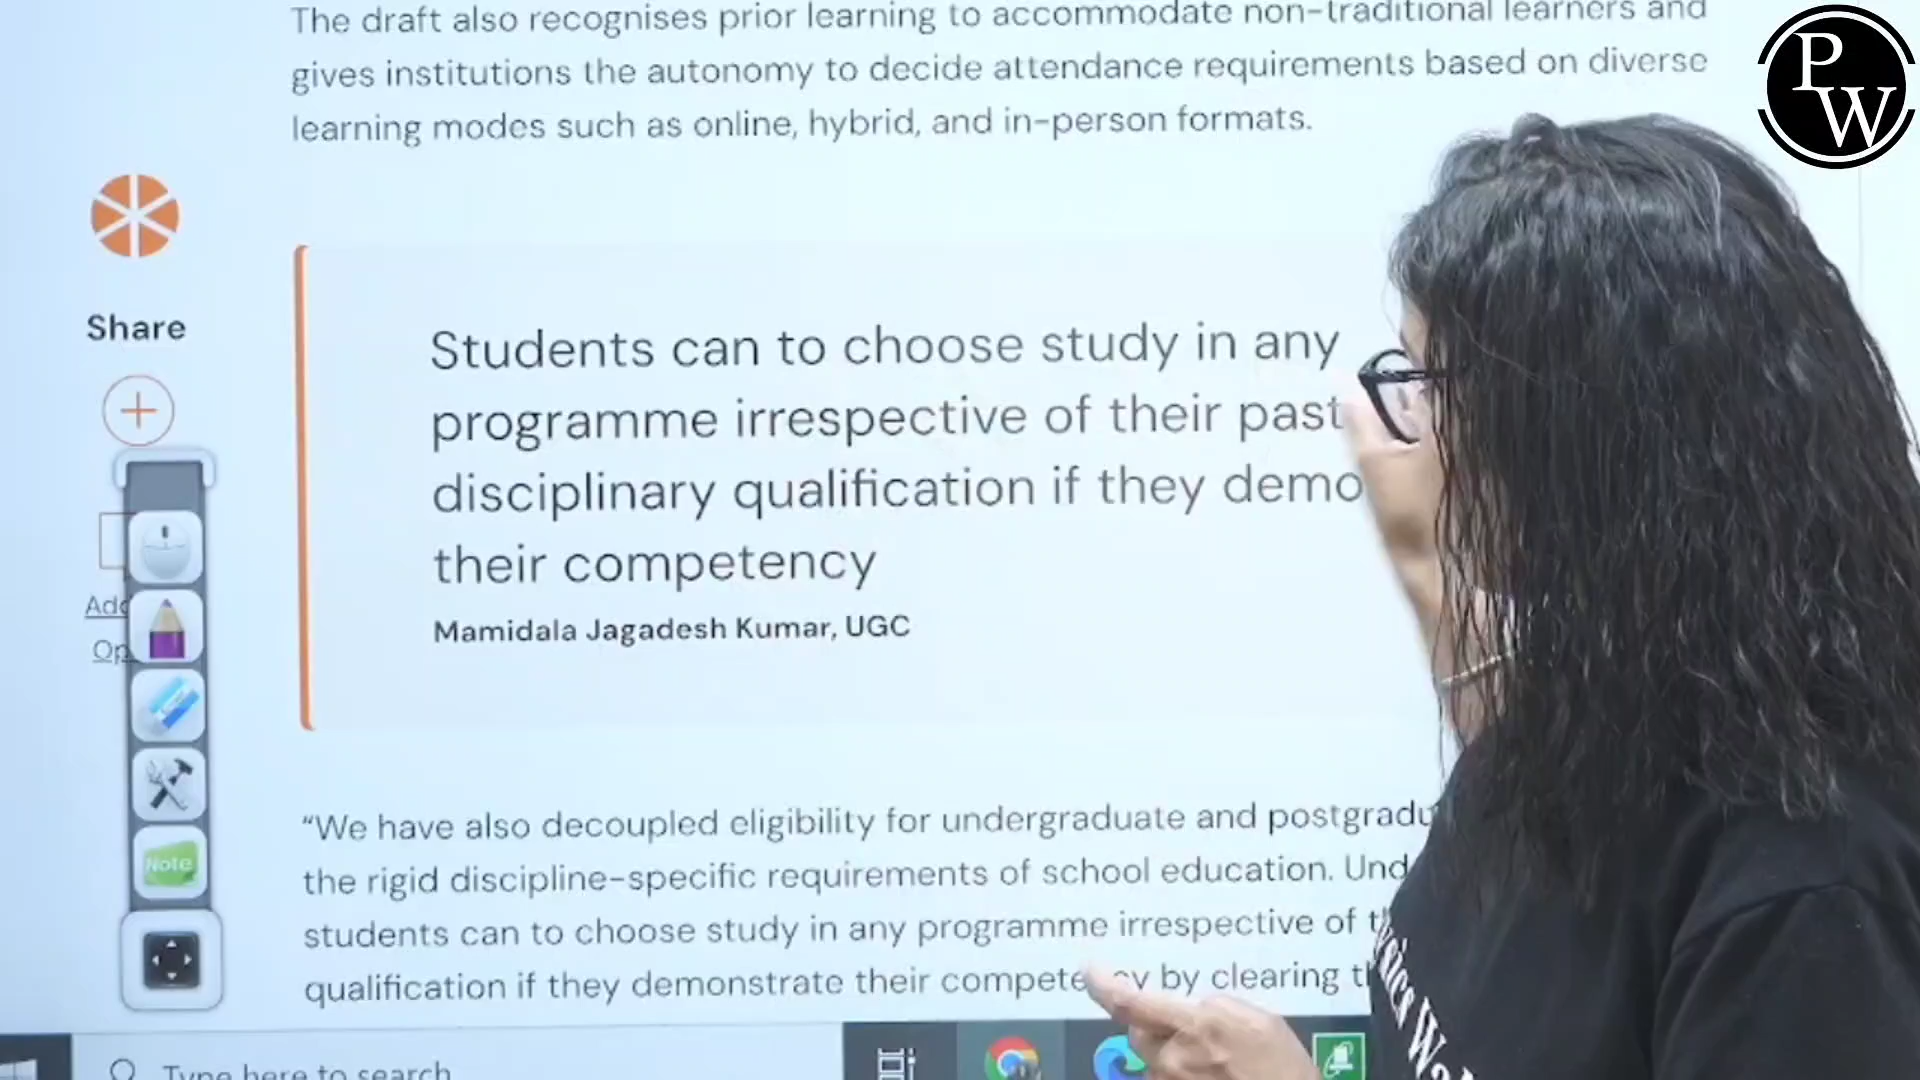 The draft also recognises prior learning to accommodate non-traditional learners and
gives institutions the autonomy to decide attendance requirements based on diverse
learning modes such as online, hybrid, and in-person formats.
PW
Share
Students can to choose study in any
programme irrespective of their past
disciplinary qualification if they demo
their competency
Mamidala Jagadesh Kumar, UGC
Note
"We have also decoupled eligibility for undergraduate and postgradu
the rigid discipline-specific requirements of school education. Und
students can to choose study in any programme irrespective of
qualification if they demonstrate their by clearing
Type here to search